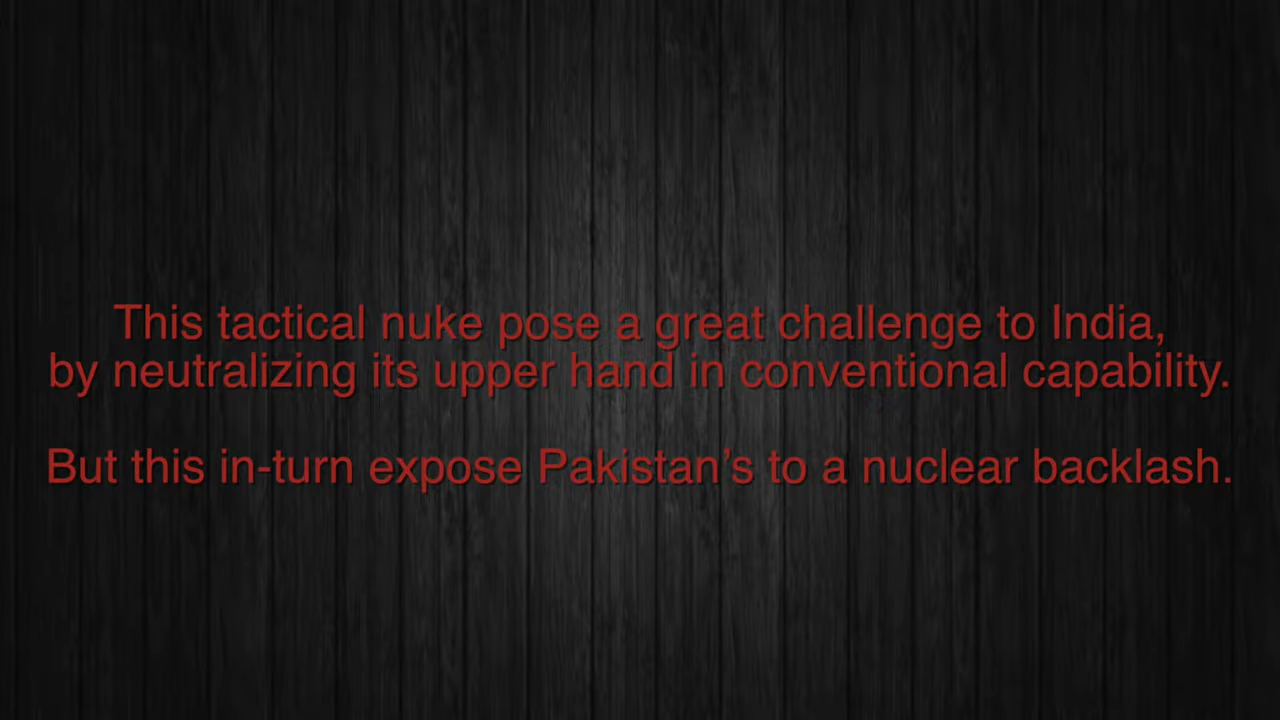 This tactical nuke pose a great challenge to India,
by neutralizing its upper hand in conventional capability.
But this in-turn expose Pakistan’s to a nuclear backlash.